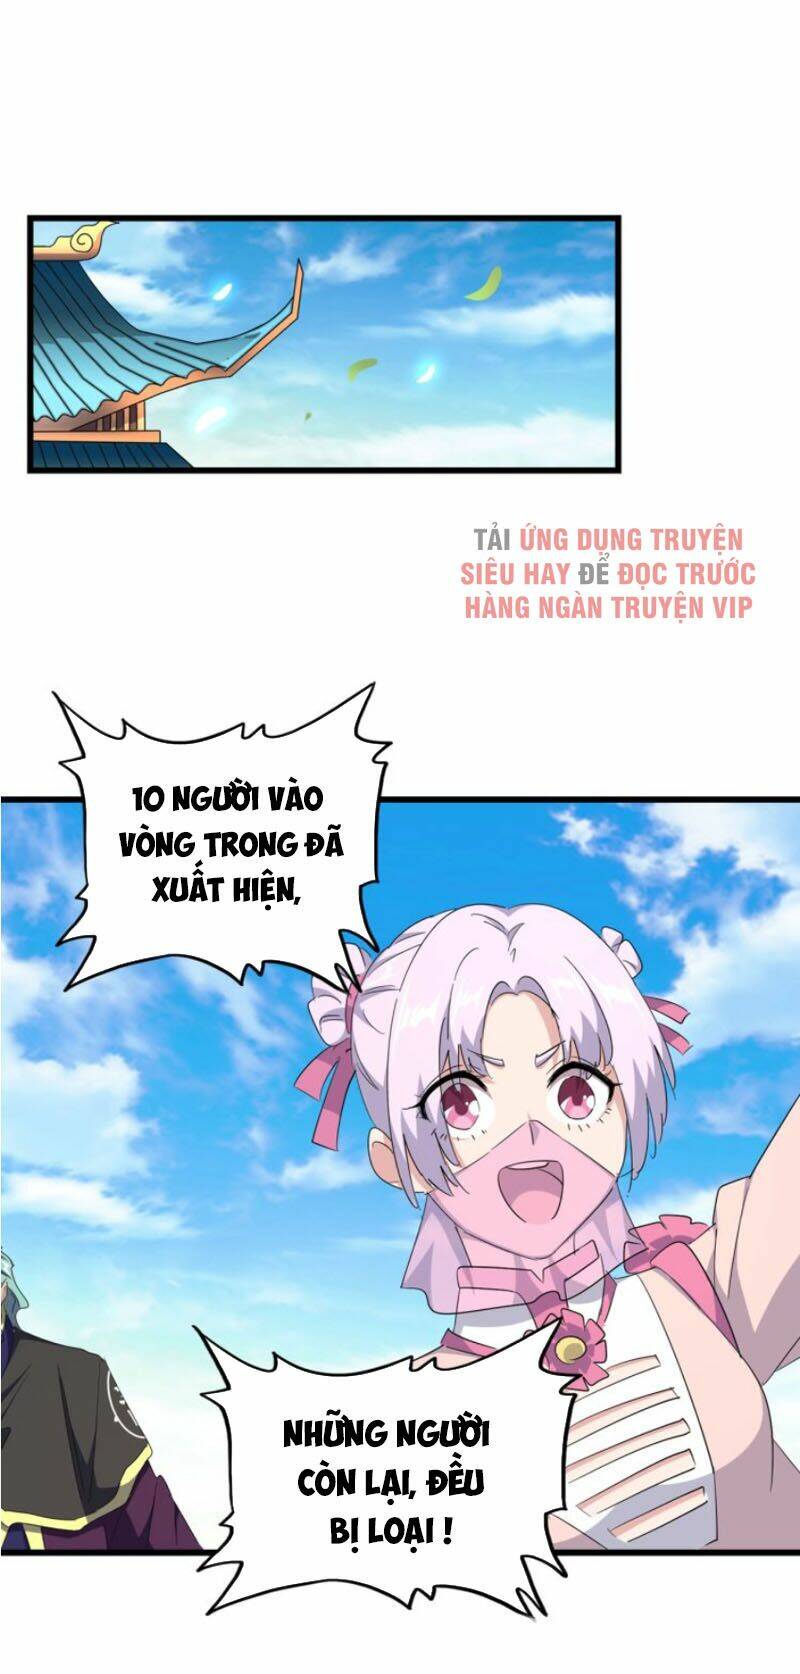 TẢI ỨNG DỤNG TRUYỆN
SIÊU HAY ĐỂ ĐỌC TRƯỚC
HÀNG NGÀN TRUYỆN VIP
10 NGƯỜI VÀO
VÒNG TRONG ĐÃ
XUẤT HIỆN,
NHỮNG NGƯỜI
CÒN LẠI, ĐỀU
BỊ LOẠI !